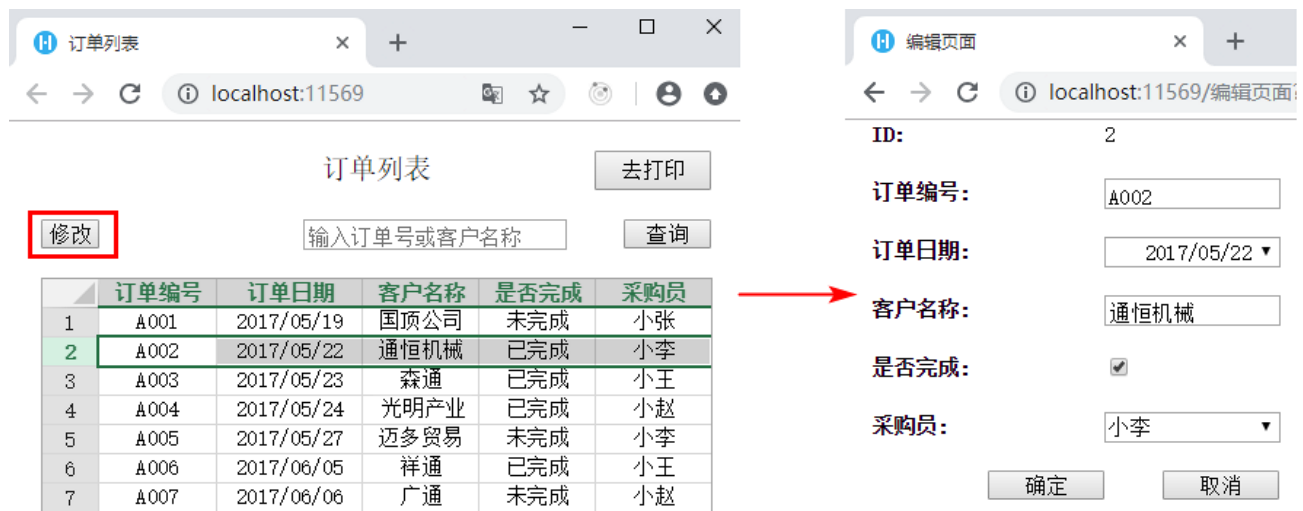 订单列表
localhost:11569
订单列表
去打印
修改
输入订单号或客户名称
查询
订单编号 订单日期 客户名称 是否完成 采购员
1 A001 2017/05/19 国顶公司 未完成 小张
2 A002 2017/05/22 通恒机械 已完成 小李
3 A003 2017/05/23 森通 已完成 小王
4 A004 2017/05/24 光明产业 已完成 小赵
5 A005 2017/05/27 迈多贸易 未完成 小李
6 A006 2017/06/05 祥通 已完成 小王
7 A007 2017/06/06 广通 未完成 小赵
编辑页面
localhost:11569/编辑页面?
ID: 2
订单编号: A002
订单日期: 2017/05/22
客户名称: 通恒机械
是否完成:
采购员: 小李
确定 取消